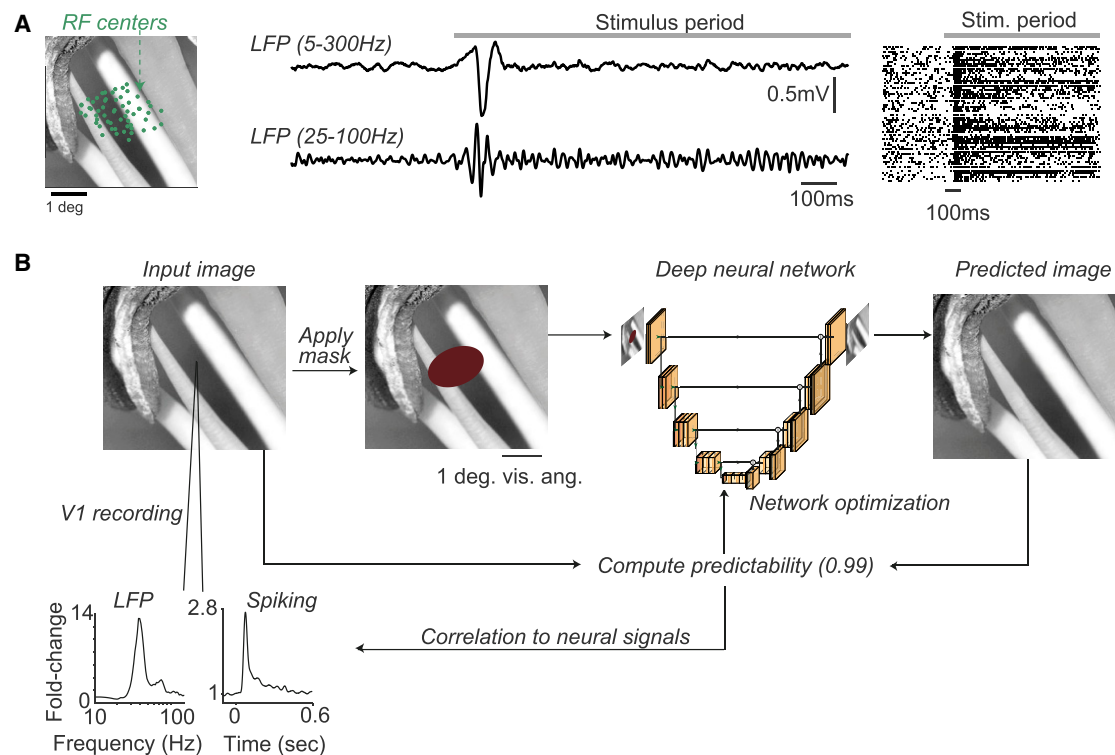 A
RF centers
1 deg
LFP (5-300Hz)
Stimulus period
0.5mV
LFP (25-100Hz)
100ms
Stim. period
100ms
B
Input image
Apply
mask
1 deg. vis. ang.
Deep neural network
Predicted image
Network optimization
V1 recording
Compute predictability (0.99)
Correlation to neural signals
LFP
Fold-change
14
0
10
100
Frequency (Hz)
Spiking
2.8
1
0
0.6
Time (sec)